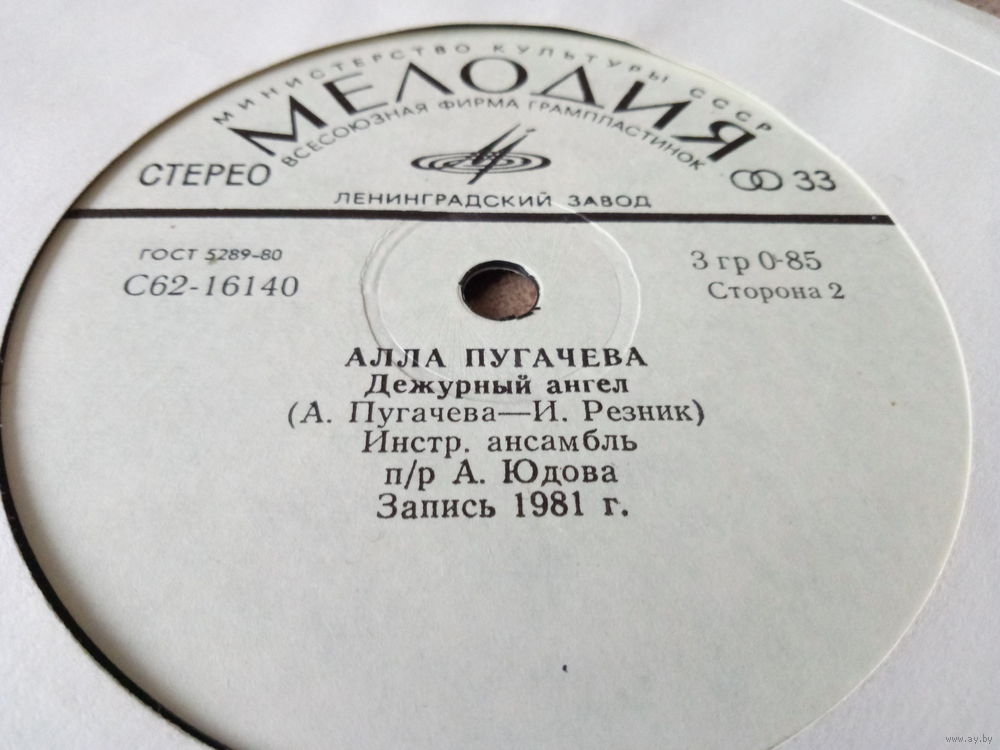 МИНИСТЕРСТВО КУЛЬТУРЫ СССР
МЕЛОДИЯ
ВСЕСОЮЗНАЯ ФИРМА ГРАМПЛАСТИНОК
СТЕРЕО
33
ЛЕНИНГРАДСКИЙ ЗАВОД
ГОСТ 5289-80
С62-16140
3 гр 0-85
Сторона 2
АЛЛА ПУГАЧЕВА
Дежурный ангел
(А. Пугачева—И. Резник)
Инстр. ансамбль
п/р А. Юдова
Запись 1981 г.
www.ay.by